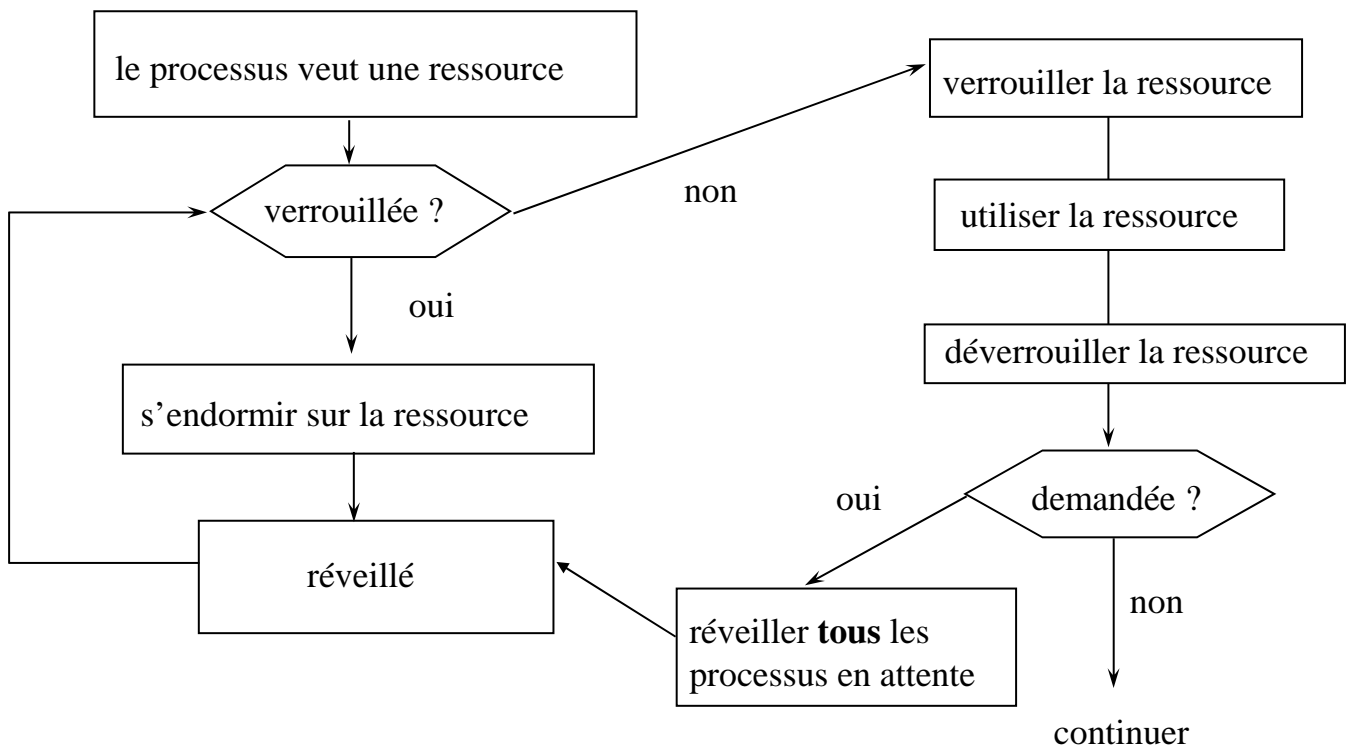 le processus veut une ressource
verrouillée ?
oui
s’endormir sur la ressource
réveillé
non
verrouiller la ressource
utiliser la ressource
déverrouiller la ressource
demandée ?
oui
réveiller tous les
processus en attente
non
continuer